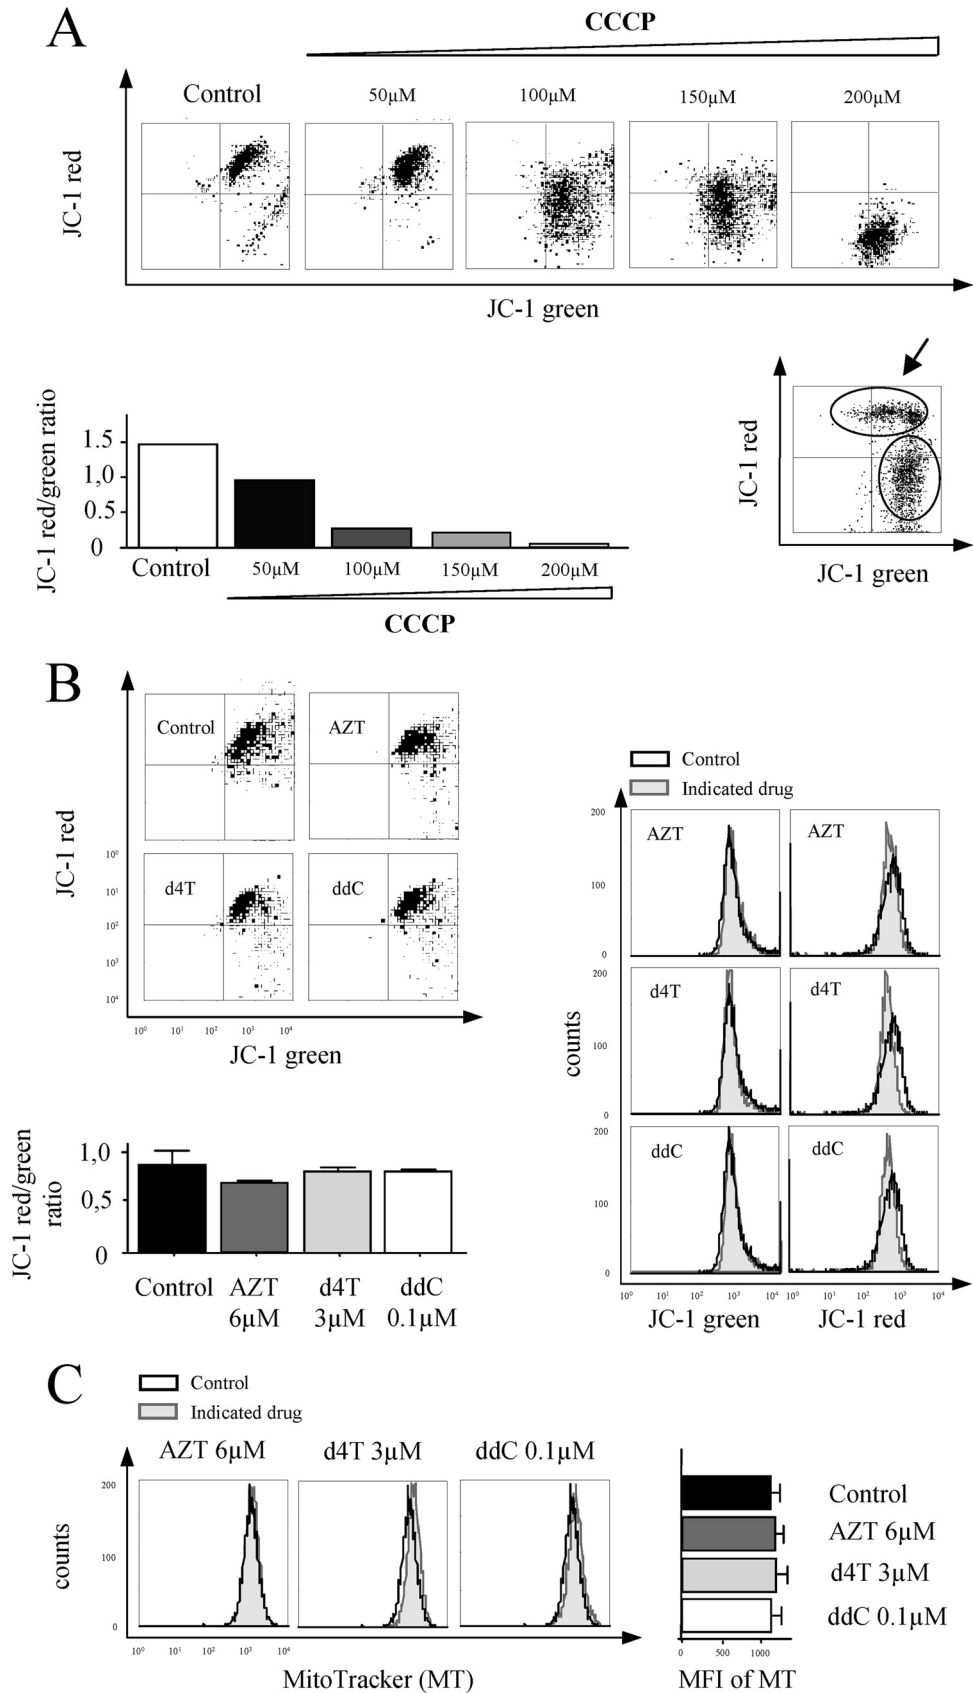 A
CCCP
Control 50µM 100µM 150µM 200µM
JC-1 red
JC-1 green
JC-1 red/green ratio
1.5
1,0
0.5
0
Control 50µM 100µM 150µM 200µM
CCCP
JC-1 red
JC-1 green
B
Control AZT
d4T ddC
JC-1 red
10⁰
10¹
10²
10³
10⁴
10⁰ 10¹ 10² 10³ 10⁴
JC-1 green
JC-1 red/green
ratio
1,0
0,5
0
Control AZT d4T ddC
6µM 3µM 0.1µM
Control
Indicated drug
counts
200
100
0
AZT AZT
200
100
0
d4T d4T
200
100
0
ddC ddC
10⁰ 10¹ 10² 10³ 10⁰ 10¹ 10² 10³ 10⁴
JC-1 green JC-1 red
C
Control
Indicated drug
AZT 6µM d4T 3µM ddC 0.1µM
counts
200
100
0
10⁰ 10¹ 10² 10³ 10⁴
MitoTracker (MT)
Control
AZT 6µM
d4T 3µM
ddC 0.1µM
0 500 1000
MFI of MT